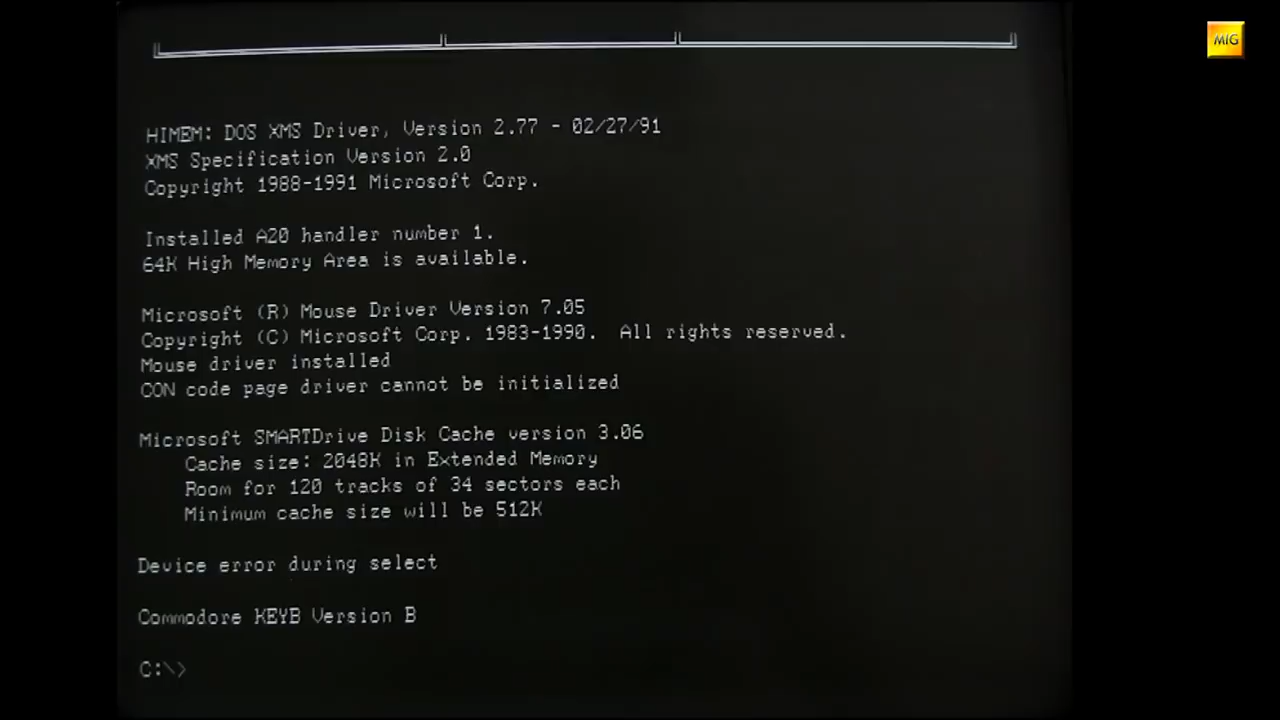 MIG
HIMEM: DOS XMS Driver, Version 2.77 - 02/27/91
XMS Specification Version 2.0
Copyright 1988-1991 Microsoft Corp.
Installed A20 handler number 1.
64K High Memory Area is available.
Microsoft (R) Mouse Driver Version 7.05
Copyright (C) Microsoft Corp. 1983-1990.  All rights reserved.
Mouse driver installed
CON code page driver cannot be initialized
Microsoft SMARTDrive Disk Cache version 3.06
Cache size: 2048K in Extended Memory
Room for 120 tracks of 34 sectors each
Minimum cache size will be 512K
Device error during select
Commodore KEYB Version B
C:\>